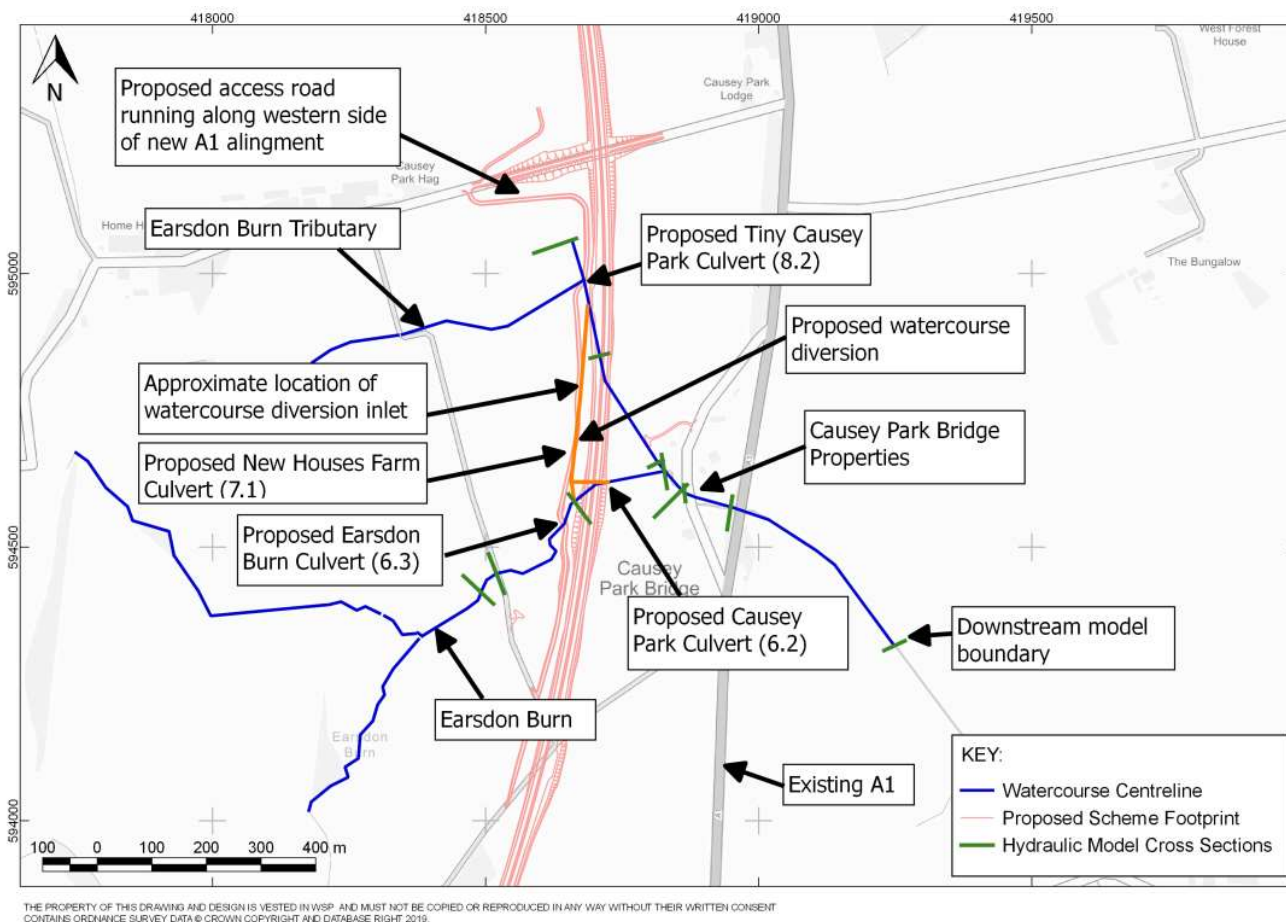 418000
418500
419000
419500
West Forest
House
N
Proposed access road
running along western side
of new A1 alingment
Causey Park
Lodge
Causey
Park Hag
Home H
Earsdon Burn Tributary
Proposed Tiny Causey
Park Culvert (8.2)
The Bungalow
595000
Proposed watercourse
diversion
Approximate location of
watercourse diversion inlet
Causey Park Bridge
Properties
Proposed New Houses Farm
Culvert (7.1)
Proposed Earsdon
Burn Culvert (6.3)
594500
Causey
Park Bridge
Proposed Causey
Park Culvert (6.2)
Downstream model
boundary
Earsdon Burn
Earsdon
Burn
Existing A1
594000
KEY:
Watercourse Centreline
Proposed Scheme Footprint
Hydraulic Model Cross Sections
100 0 100 200 300 400 m
THE PROPERTY OF THIS DRAWING AND DESIGN IS VESTED IN WSP AND MUST NOT BE COPIED OR REPRODUCED IN ANY WAY WITHOUT THEIR WRITTEN CONSENT
CONTAINS ORDNANCE SURVEY DATA © CROWN COPYRIGHT AND DATABASE RIGHT 2019.